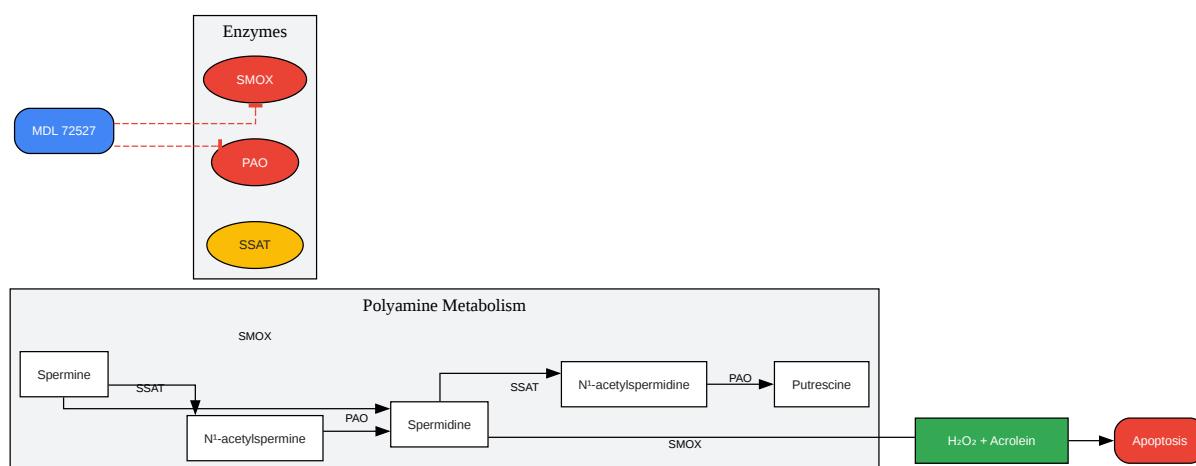 Enzymes
SMOX
MDL 72527
PAO
SSAT
Polyamine Metabolism
SMOX
Spermine
SSAT
N¹-acetylspermine
PAO
Spermidine
SSAT
N¹-acetylspermidine
PAO
Putrescine
SMOX
H₂O₂ + Acrolein
Apoptosis